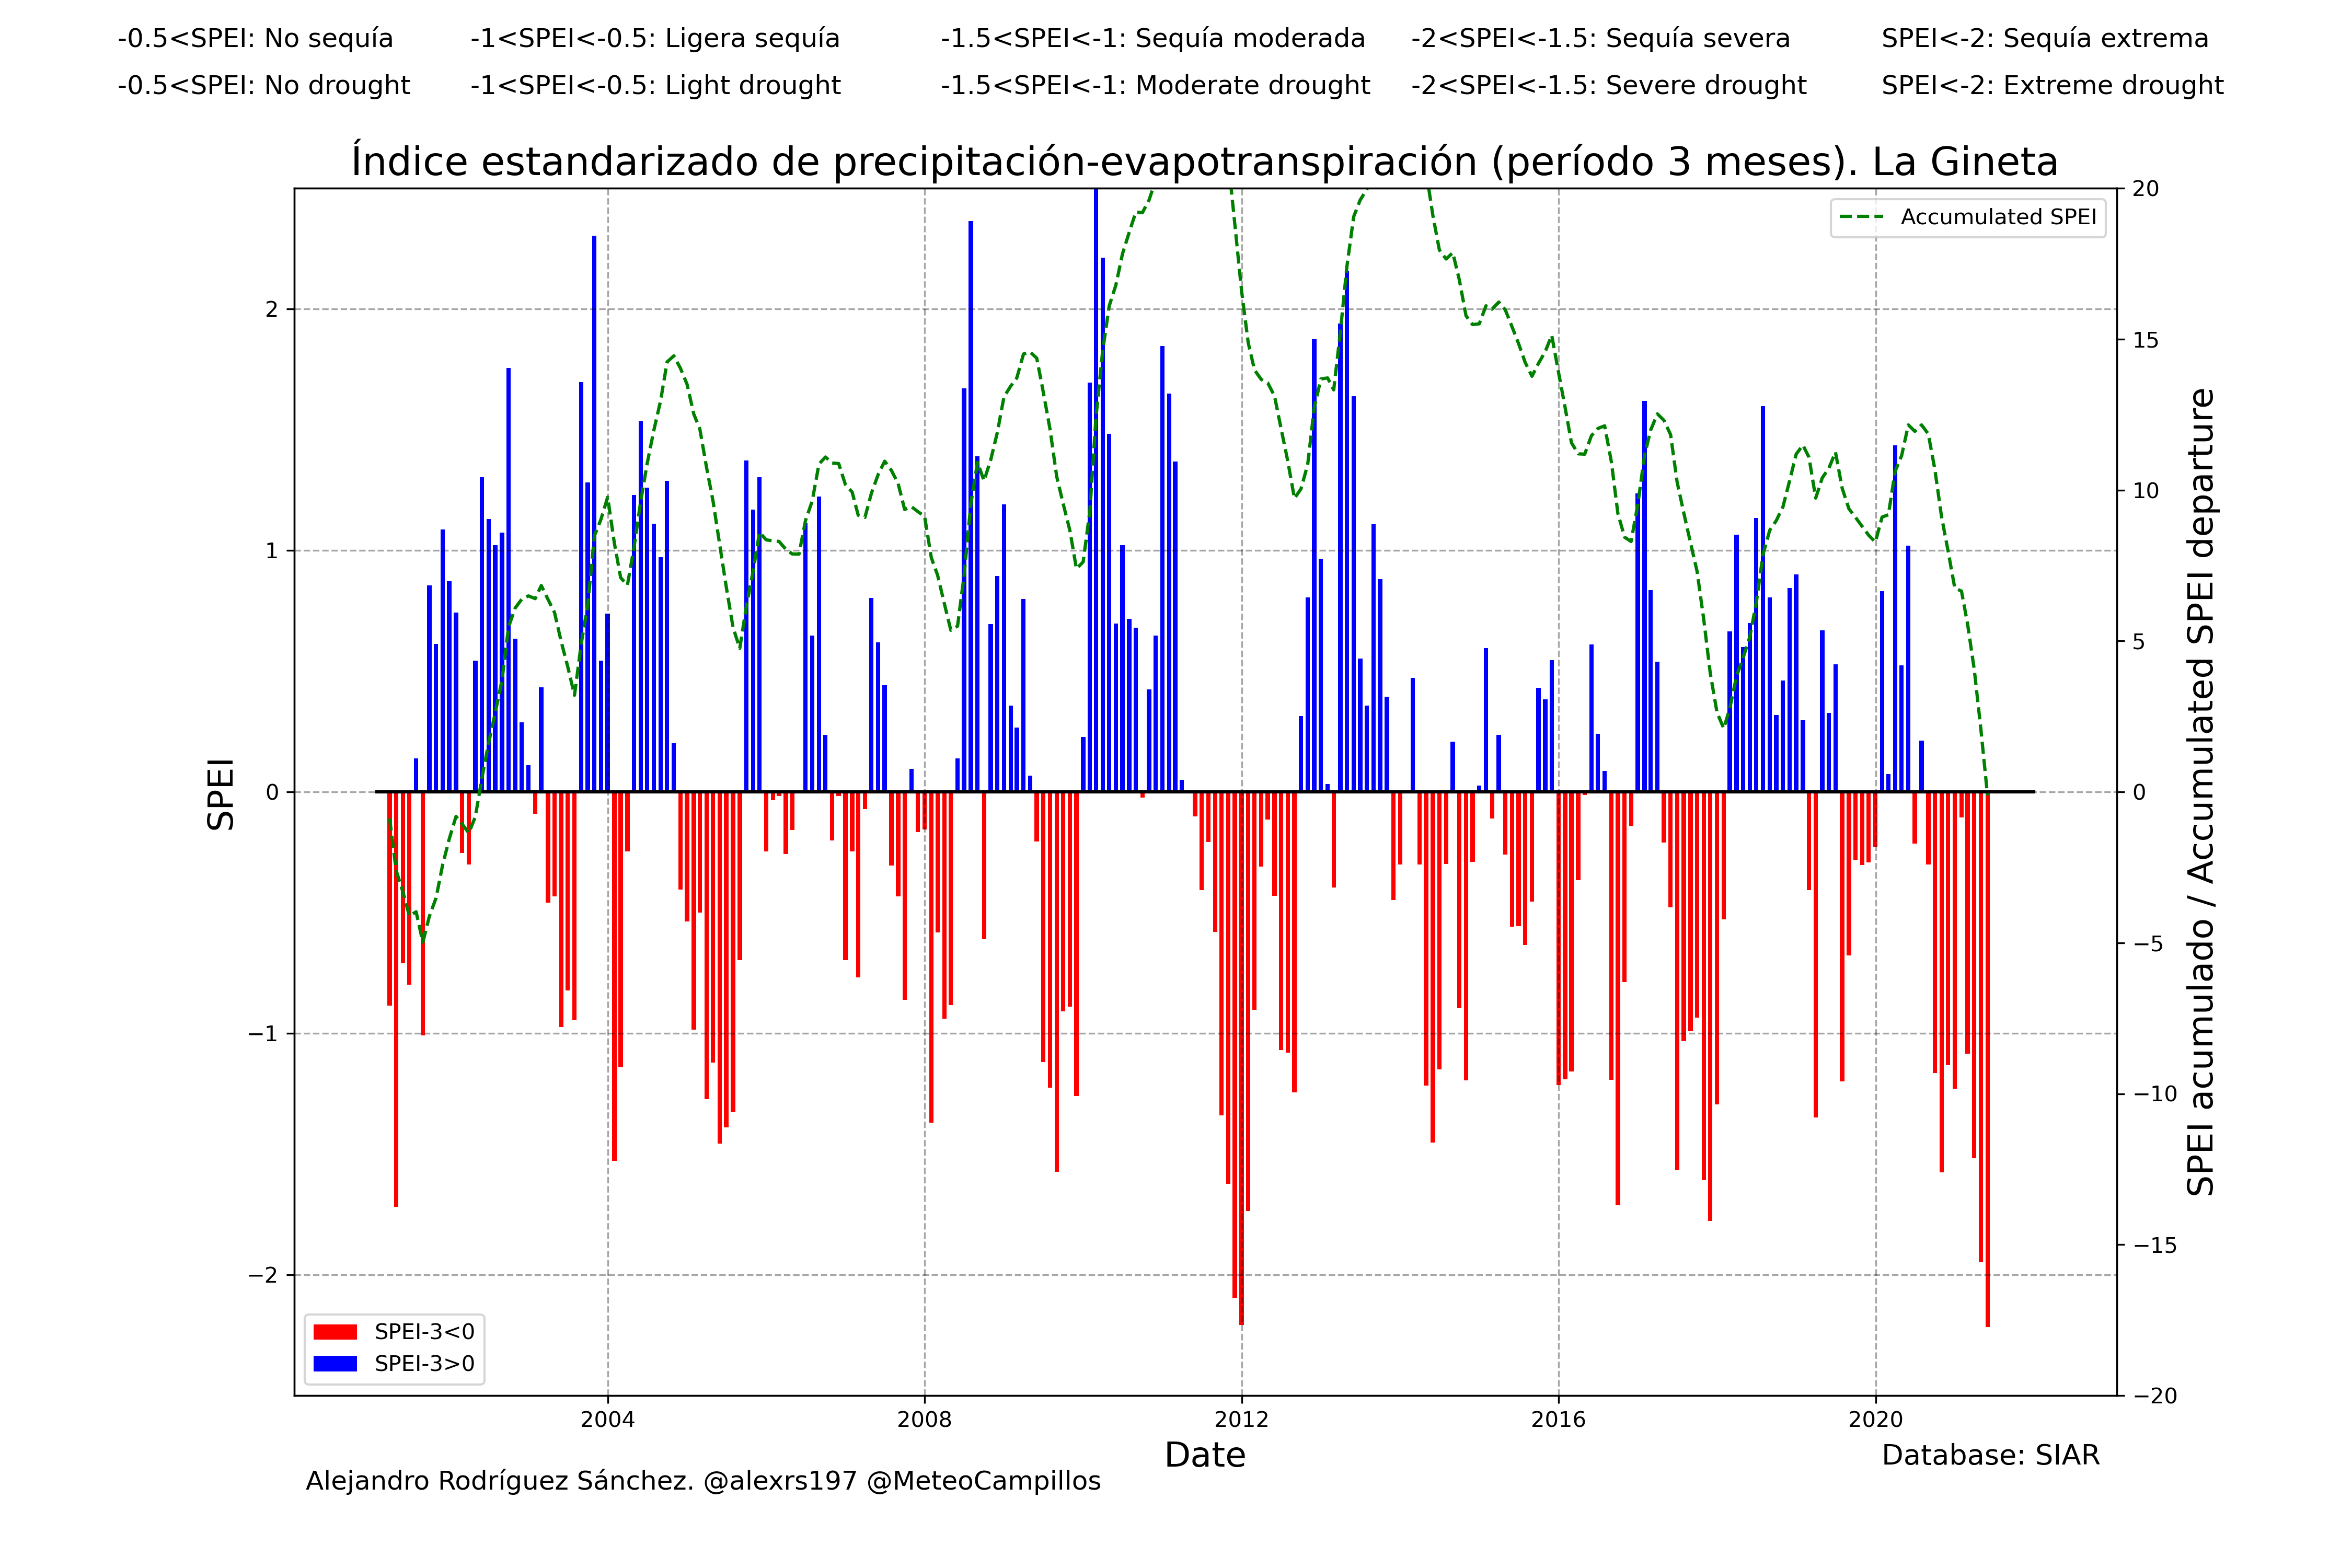 -0.5<SPEI: No sequía -1<SPEI<-0.5: Ligera sequía -1.5<SPEI<-1: Sequía moderada -2<SPEI<-1.5: Sequía severa SPEI<-2: Sequía extrema
-0.5<SPEI: No drought -1<SPEI<-0.5: Light drought -1.5<SPEI<-1: Moderate drought -2<SPEI<-1.5: Severe drought SPEI<-2: Extreme drought
Índice estandarizado de precipitación-evapotranspiración (período 3 meses). La Gineta
Accumulated SPEI
SPEI
2
1
0
−1
−2
20
15
10
5
0
−5
−10
−15
−20
SPEI acumulado / Accumulated SPEI departure
SPEI-3<0
SPEI-3>0
2004 2008 2012 2016 2020
Date
Database: SIAR
Alejandro Rodríguez Sánchez. @alexrs197 @MeteoCampillos